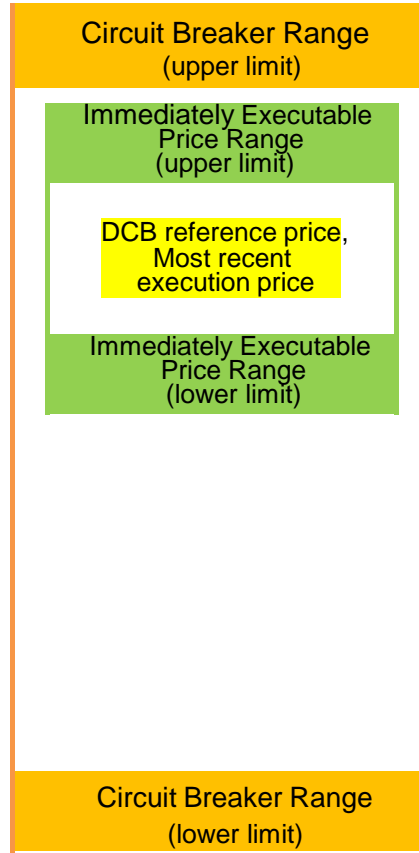 Circuit Breaker Range
(upper limit)
Immediately Executable
Price Range
(upper limit)
DCB reference price,
Most recent
execution price
Immediately Executable
Price Range
(lower limit)
Circuit Breaker Range
(lower limit)